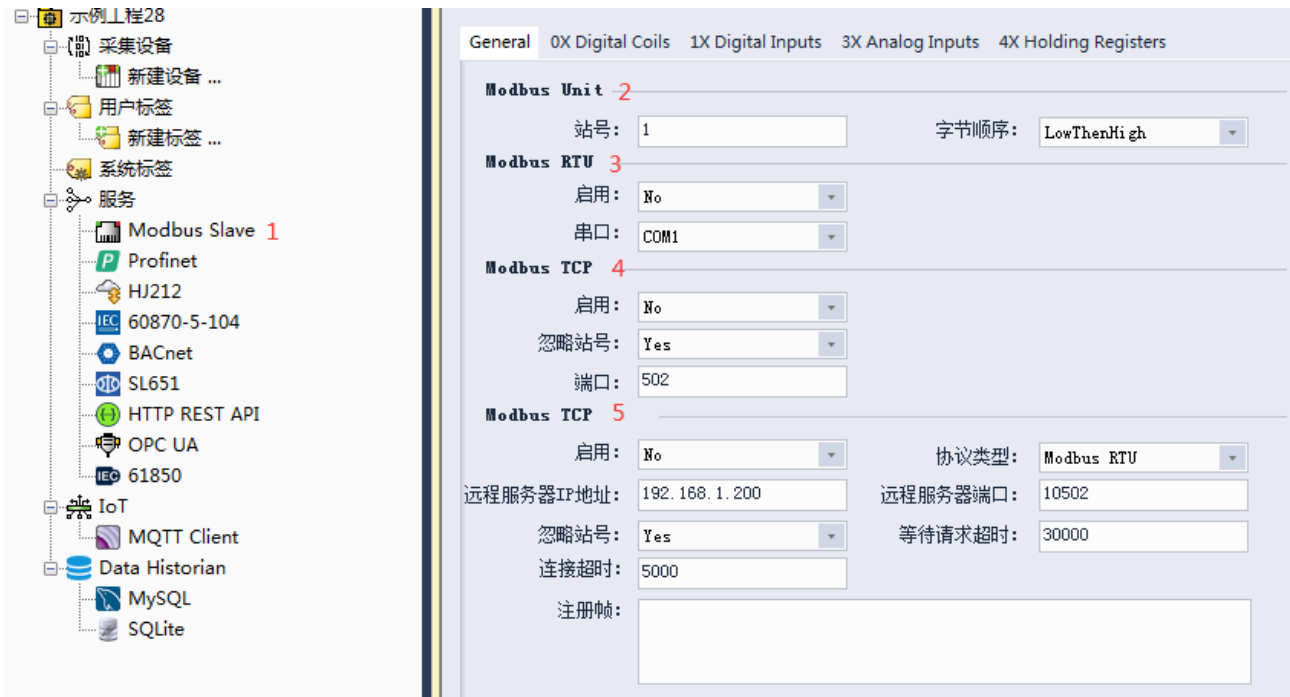 示例工程28
采集设备
新建设备 ...
用户标签
新建标签 ...
系统标签
服务
Modbus Slave 1
Profinet
HJ212
IEC 60870-5-104
BACnet
SL651
HTTP REST API
OPC UA
IEC 61850
IoT
MQTT Client
Data Historian
MySQL
SQLite
General 0X Digital Coils 1X Digital Inputs 3X Analog Inputs 4X Holding Registers
Modbus Unit 2
站号: 1 字节顺序: LowThenHigh
Modbus RTU 3
启用: No
串口: COM1
Modbus TCP 4
启用: No
忽略站号: Yes
端口: 502
Modbus TCP 5
启用: No 协议类型: Modbus RTU
远程服务器IP地址: 192.168.1.200 远程服务器端口: 10502
忽略站号: Yes 等待请求超时: 30000
连接超时: 5000
注册帧: